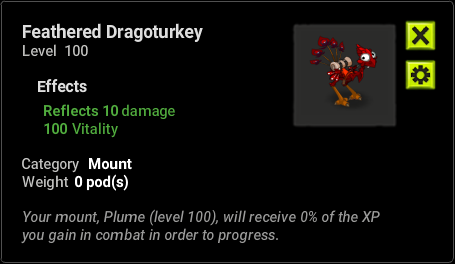 Feathered Dragoturkey
Level 100
Effects
Reflects 10 damage
100 Vitality
Category Mount
Weight 0 pod(s)
Your mount, Plume (level 100), will receive 0% of the XP
you gain in combat in order to progress.